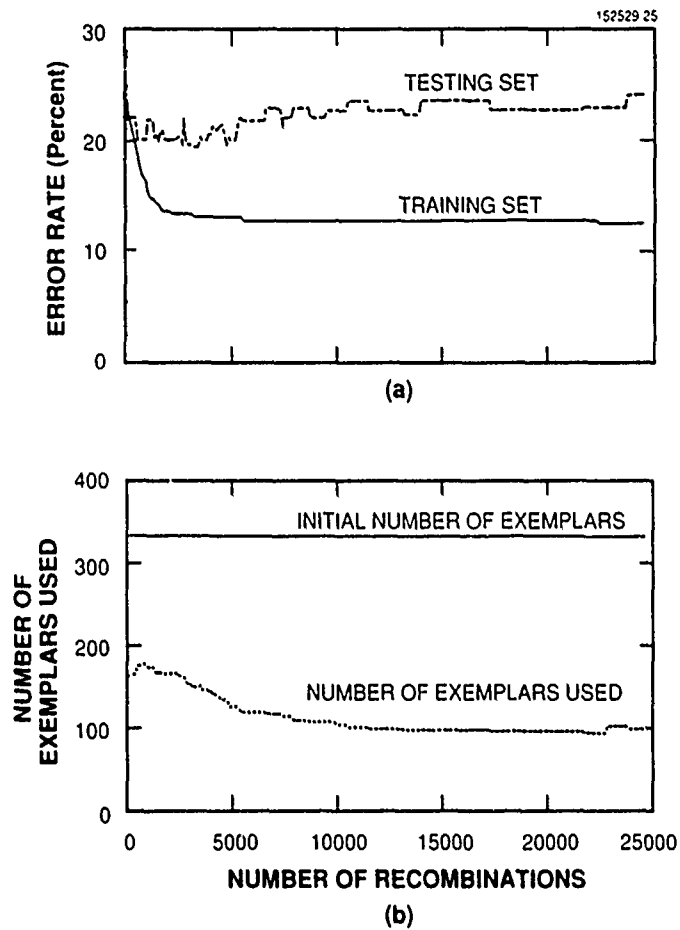 152529 25
30
20
10
0
ERROR RATE (Percent)
TESTING SET
TRAINING SET
(a)
400
300
200
100
0
NUMBER OF
EXEMPLARS USED
INITIAL NUMBER OF EXEMPLARS
NUMBER OF EXEMPLARS USED
0 5000 10000 15000 20000 25000
NUMBER OF RECOMBINATIONS
(b)